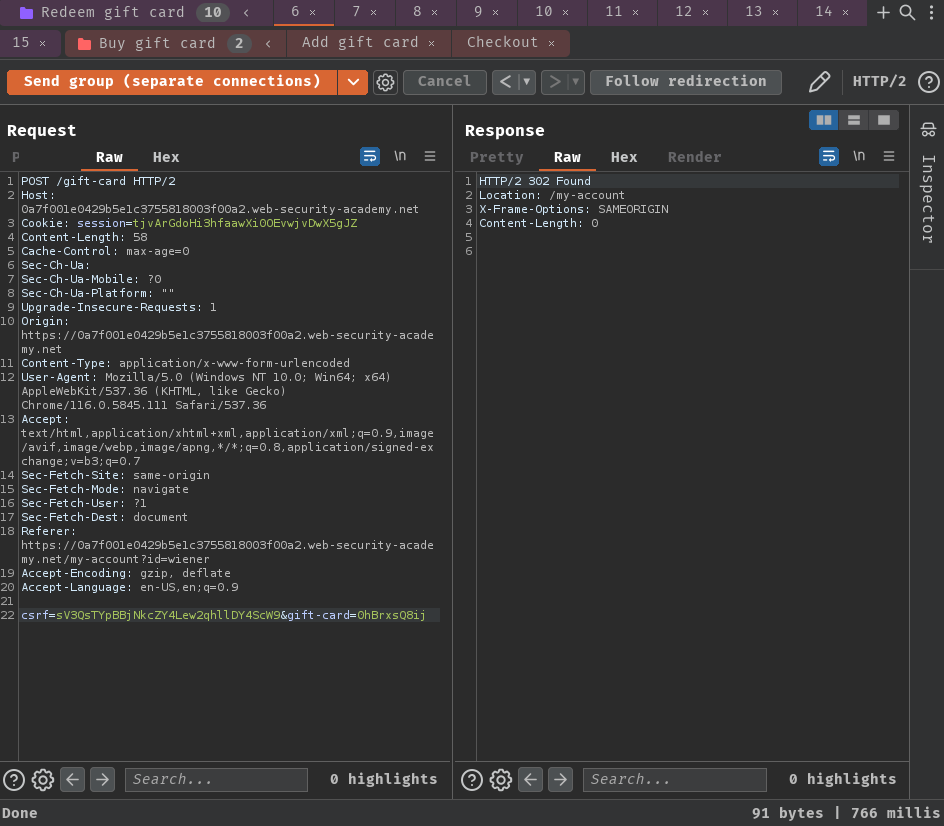 Redeem gift card 10 ‹ 6 × 7 × 8 × 9 × 10 × 11 × 12 × 13 × 14 × +
15 × Buy gift card 2 ‹ Add gift card × Checkout ×
Send group (separate connections) Cancel < > Follow redirection HTTP/2 ?
Request
P Raw Hex \n
1 POST /gift-card HTTP/2
2 Host:
0a7f001e0429b5e1c3755818003f00a2.web-security-academy.net
3 Cookie: session=tjvArGdoHi3hfaawXi0OEvwjvDwX5gJZ
4 Content-Length: 58
5 Cache-Control: max-age=0
6 Sec-Ch-Ua:
7 Sec-Ch-Ua-Mobile: ?0
8 Sec-Ch-Ua-Platform: ""
9 Upgrade-Insecure-Requests: 1
10 Origin:
https://0a7f001e0429b5e1c3755818003f00a2.web-security-acade
my.net
11 Content-Type: application/x-www-form-urlencoded
12 User-Agent: Mozilla/5.0 (Windows NT 10.0; Win64; x64)
AppleWebKit/537.36 (KHTML, like Gecko)
Chrome/116.0.5845.111 Safari/537.36
13 Accept:
text/html,application/xhtml+xml,application/xml;q=0.9,image
/avif,image/webp,image/apng,*/*;q=0.8,application/signed-ex
change;v=b3;q=0.7
14 Sec-Fetch-Site: same-origin
15 Sec-Fetch-Mode: navigate
16 Sec-Fetch-User: ?1
17 Sec-Fetch-Dest: document
18 Referer:
https://0a7f001e0429b5e1c3755818003f00a2.web-security-acade
my.net/my-account?id=wiener
19 Accept-Encoding: gzip, deflate
20 Accept-Language: en-US,en;q=0.9
21
22 csrf=sV3QsTYpBBjNkcZY4Lew2qhllDY4ScW9&gift-card=0hBrxsQ8ij
Response
Pretty Raw Hex Render \n
1 HTTP/2 302 Found
2 Location: /my-account
3 X-Frame-Options: SAMEORIGIN
4 Content-Length: 0
5
6
Inspector
? Search... 0 highlights
? Search... 0 highlights
Done
91 bytes | 766 millis